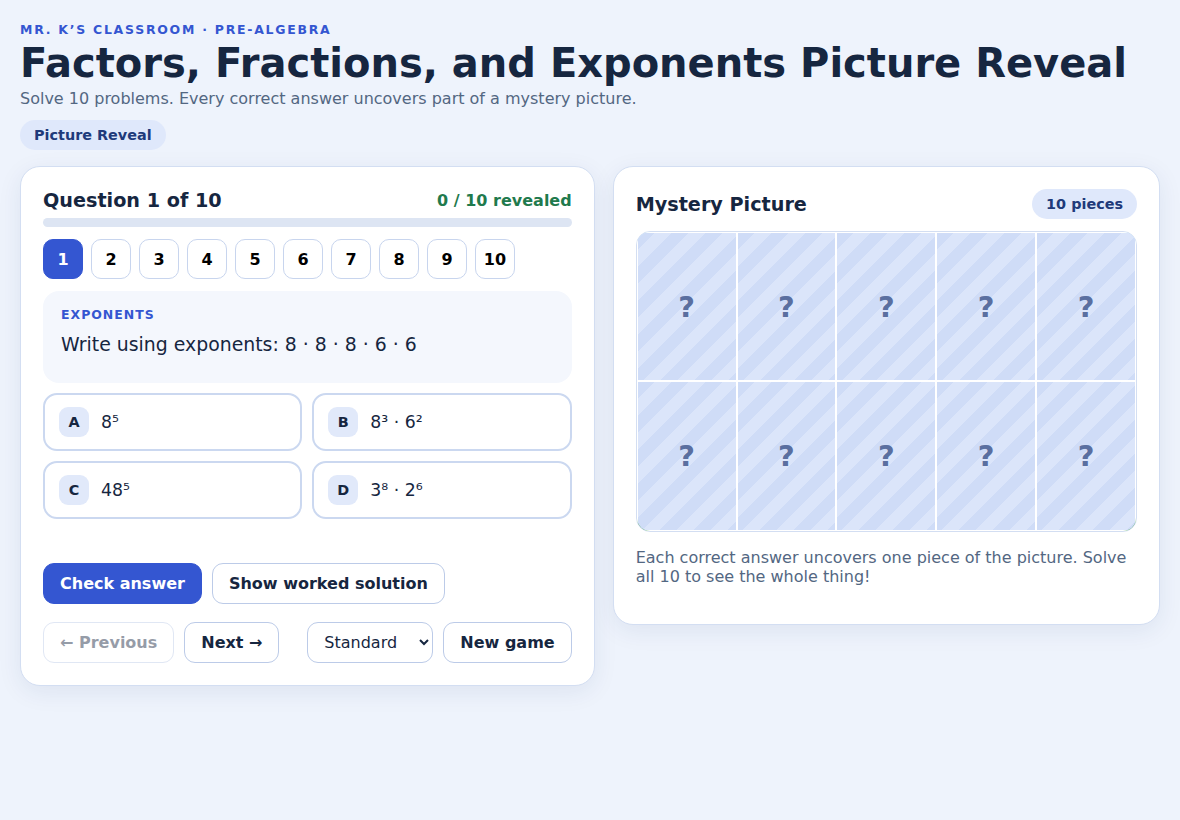 MR. K’S CLASSROOM · PRE-ALGEBRA
Factors, Fractions, and Exponents Picture Reveal
Solve 10 problems. Every correct answer uncovers part of a mystery picture.
Picture Reveal
Question 1 of 10
0 / 10 revealed
1 2 3 4 5 6 7 8 9 10
EXPONENTS
Write using exponents: 8 · 8 · 8 · 6 · 6
A 8⁵
B 8³ · 6²
C 48⁵
D 3⁸ · 2⁶
Check answer
Show worked solution
← Previous
Next →
Standard
New game
Mystery Picture
10 pieces
? ? ? ? ?
? ? ? ? ?
Each correct answer uncovers one piece of the picture. Solve
all 10 to see the whole thing!